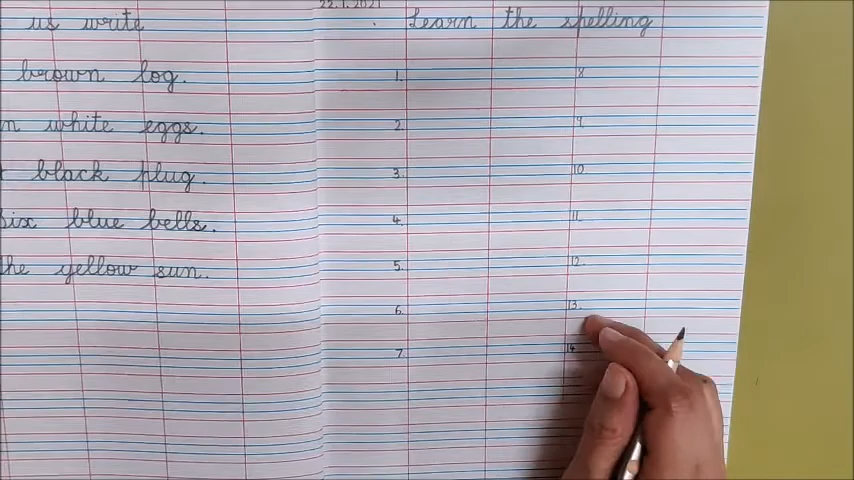 us write
brown log.
white eggs.
black plug.
six blue bells.
the yellow sun.
22.1.2021
Learn the spelling
1.
2.
3.
4.
5.
6.
7.
8
9.
10.
11.
12.
13.
14